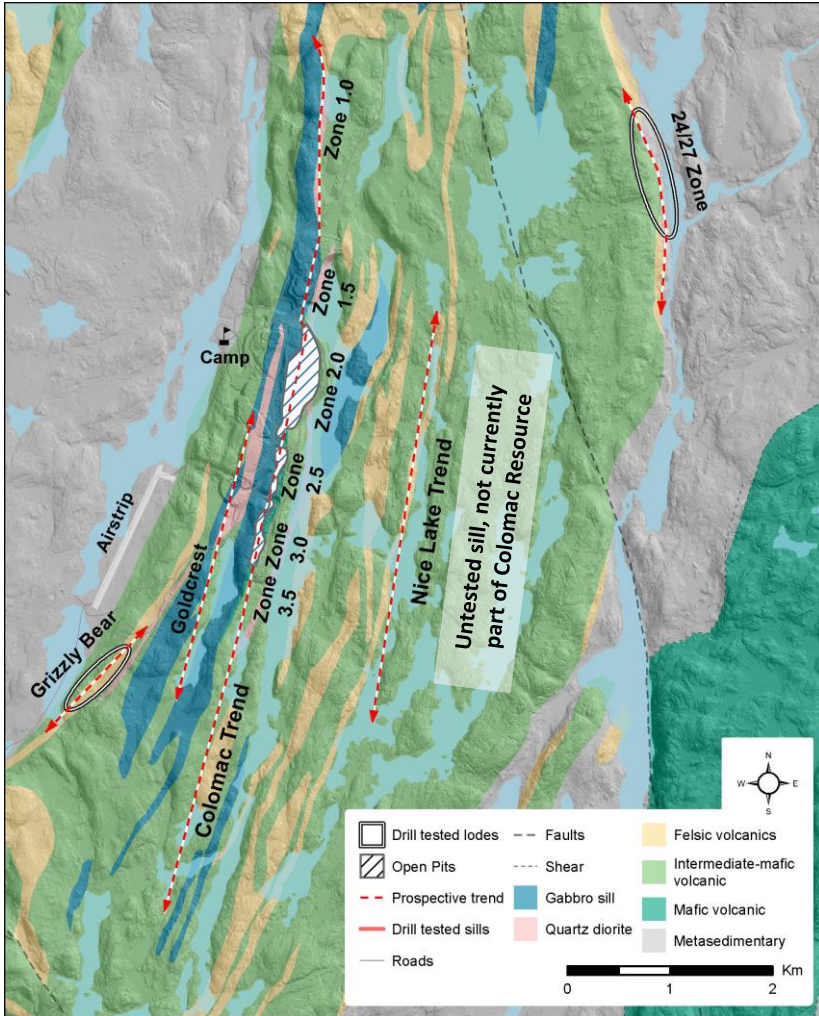 Zone 1.0
24/27 Zone
Zone
1.5
Camp
Zone 2.0
Zone
2.5
Zone
3.0
Zone
3.5
Airstrip
Goldcrest
Grizzly Bear
Colomac Trend
Nice Lake Trend
Untested sill, not currently
part of Colomac Resource
N
W
E
S
Drill tested lodes
Open Pits
Prospective trend
Drill tested sills
Roads
Faults
Shear
Gabbro sill
Quartz diorite
Felsic volcanics
Intermediate-mafic
volcanic
Mafic volcanic
Metasedimentary
Km
0
1
2